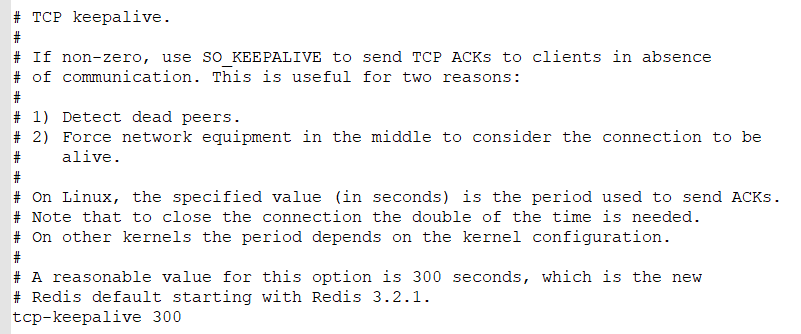 # TCP keepalive.
#
# If non-zero, use SO_KEEPALIVE to send TCP ACKs to clients in absence
# of communication. This is useful for two reasons:
#
# 1) Detect dead peers.
# 2) Force network equipment in the middle to consider the connection to be
#    alive.
#
# On Linux, the specified value (in seconds) is the period used to send ACKs.
# Note that to close the connection the double of the time is needed.
# On other kernels the period depends on the kernel configuration.
#
# A reasonable value for this option is 300 seconds, which is the new
# Redis default starting with Redis 3.2.1.
tcp-keepalive 300